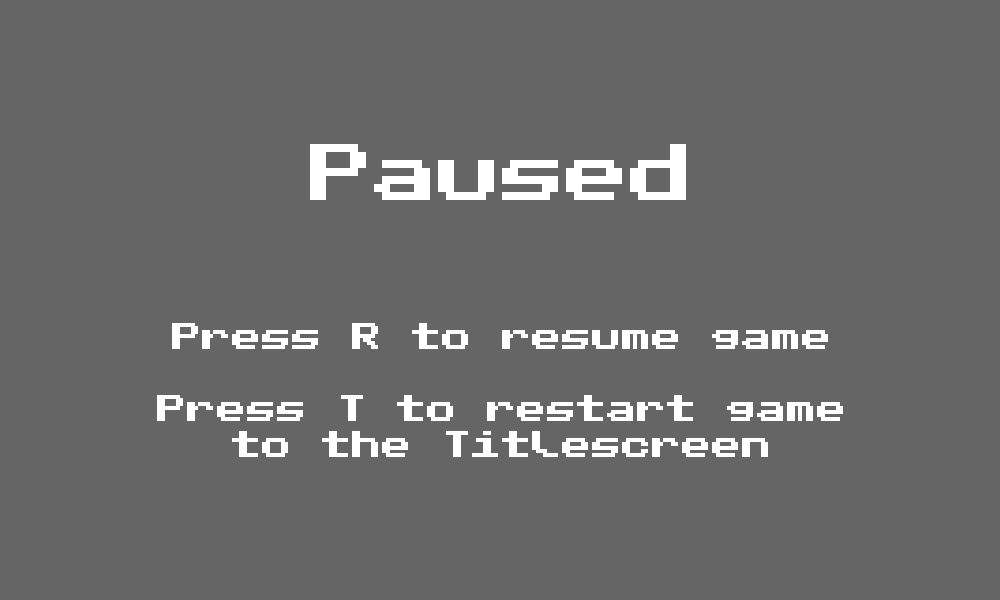 Paused
Press R to resume game
Press T to restart game
to the Titlescreen